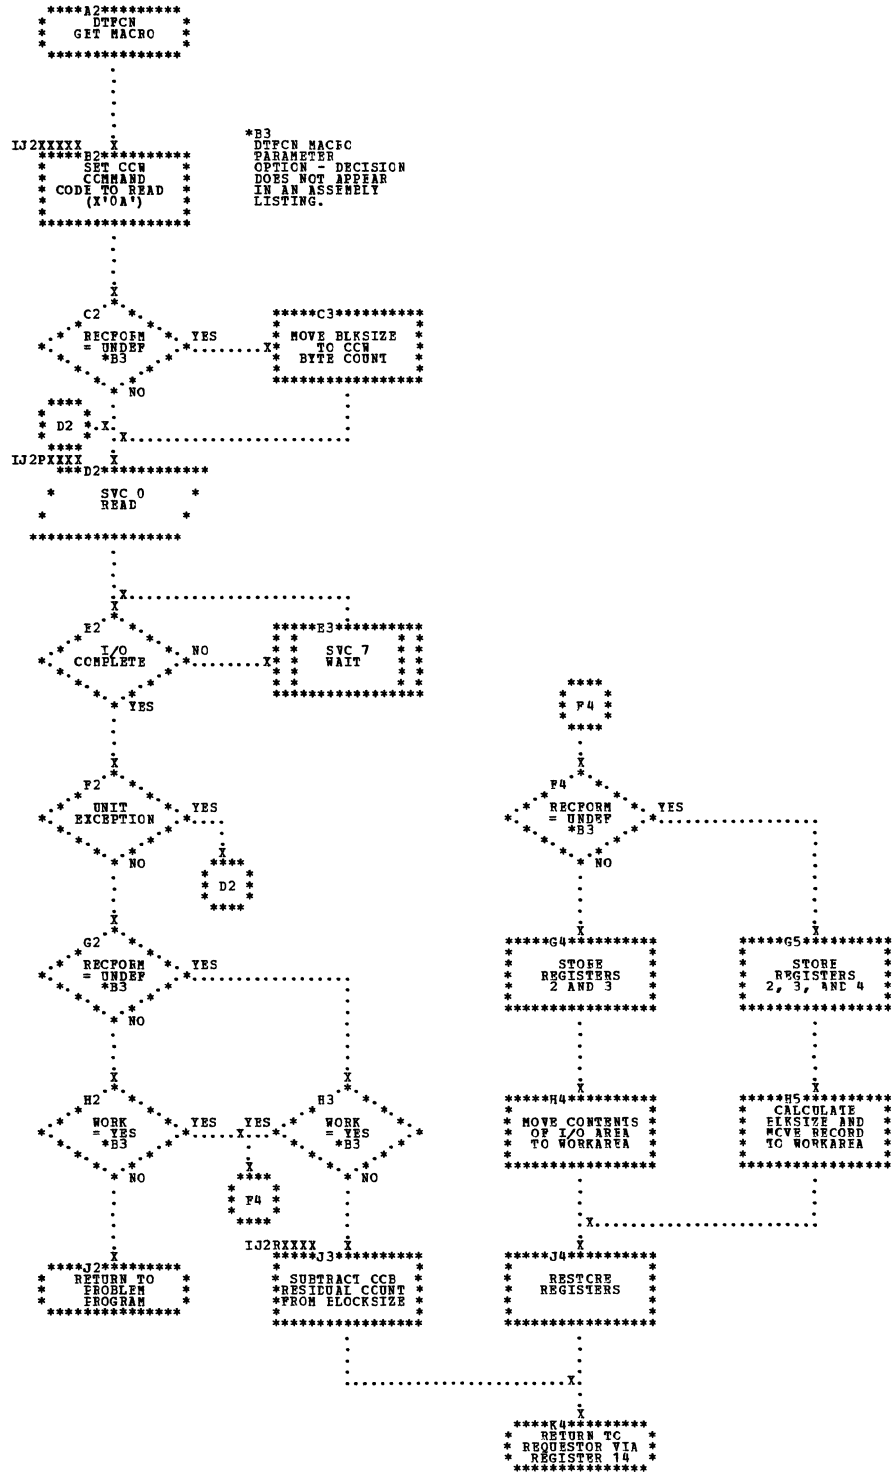 A2
DTFCN
GET MACRO
IJ2XXXXX
B2
SET CCW
COMMAND
CODE TO READ
(X'0A')
*B3
DTFCN MACRO
PARAMETER
OPTION - DECISION
DOES NOT APPEAR
IN AN ASSEMBLY
LISTING.
C2
RECFORM
= UNDEF
*B3
YES
NO
C3
MOVE BLKSIZE
TO CCW
BYTE COUNT
D2
IJ2PXXXX
D2
SVC 0
READ
E2
I/O
COMPLETE
NO
YES
E3
SVC 7
WAIT
F2
UNIT
EXCEPTION
YES
NO
D2
G2
RECFORM
= UNDEF
*B3
YES
NO
H2
WORK
= YES
*B3
YES
NO
H3
WORK
= YES
*B3
YES
NO
F4
J2
RETURN TO
PROBLEM
PROGRAM
IJ2RXXXX
J3
SUBTRACT CCB
RESIDUAL COUNT
FROM BLOCKSIZE
F4
F4
RECFORM
= UNDEF
*B3
YES
NO
G4
STORE
REGISTERS
2 AND 3
G5
STORE
REGISTERS
2, 3, AND 4
H4
MOVE CONTENTS
OF I/O AREA
TO WORKAREA
H5
CALCULATE
BLKSIZE AND
MOVE RECORD
TO WORKAREA
J4
RESTORE
REGISTERS
K4
RETURN TO
REQUESTOR VIA
REGISTER 14